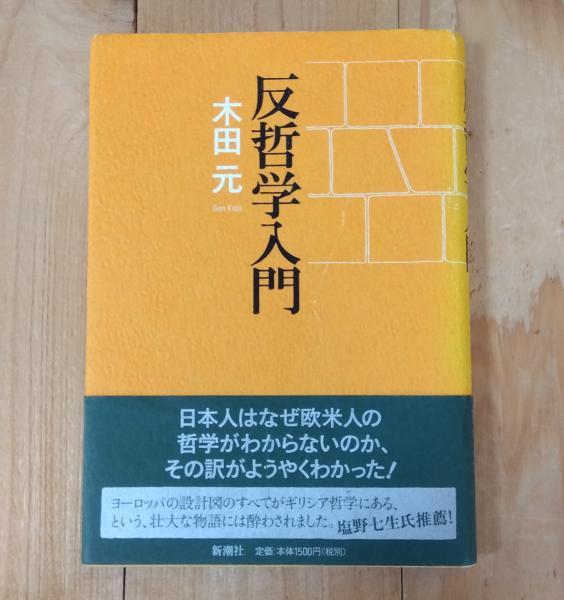 反哲学入門
木田 元
Gen Kida
日本人はなぜ欧米人の
哲学がわからないのか、
その訳がようやくわかった！
ヨーロッパの設計図のすべてがギリシア哲学にある、
という、壮大な物語には酔わされました。塩野七生氏推薦！
新潮社 定価：本体1500円（税別）